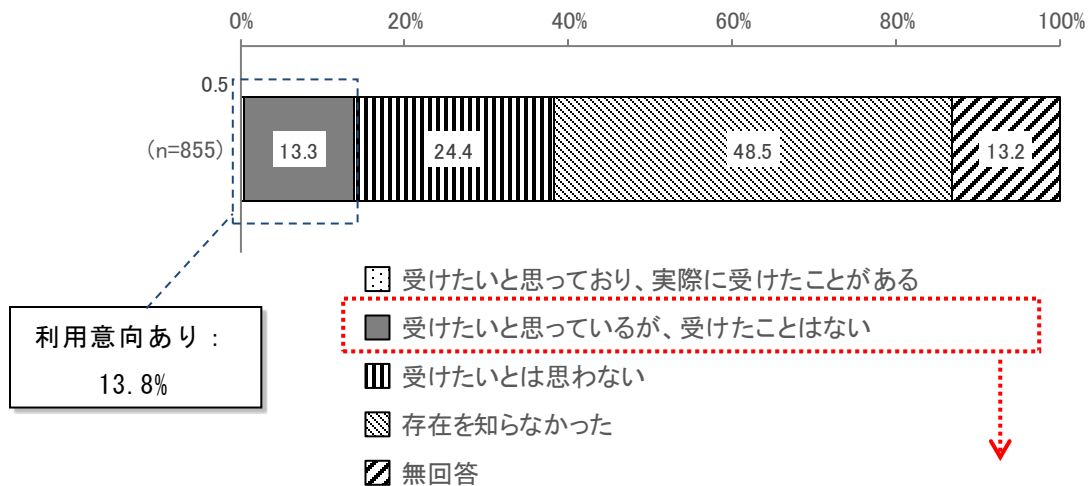 0% 20% 40% 60% 80% 100%
0.5
(n=855)
13.3 24.4 48.5 13.2
受けたいと思っており、実際に受けたことがある
受けたいと思っているが、受けたことはない
受けたいとは思わない
存在を知らなかった
無回答
利用意向あり：
13.8%